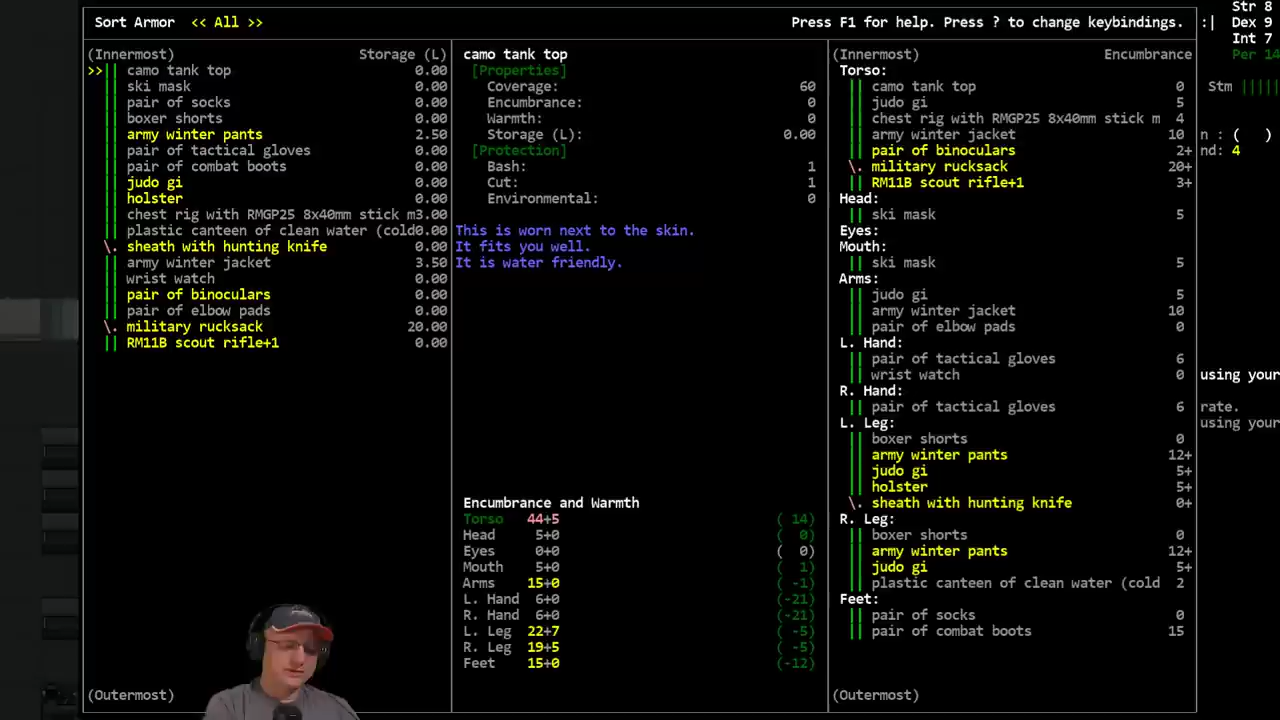 Sort Armor << All >> Press F1 for help. Press ? to change keybindings. :|
Str 8
Dex 9
Int 7
Per 14
Stm ||||
n : ( )
nd: 4
using your
rate.
using your
(Innermost) Storage (L)
>>|| camo tank top 0.00
|| ski mask 0.00
|| pair of socks 0.00
|| boxer shorts 0.00
|| army winter pants 2.50
|| pair of tactical gloves 0.00
|| pair of combat boots 0.00
|| judo gi 0.00
|| holster 0.00
|| chest rig with RMGP25 8x40mm stick m3.00
|| plastic canteen of clean water (cold0.00
\. sheath with hunting knife 0.00
|| army winter jacket 3.50
|| wrist watch 0.00
|| pair of binoculars 0.00
|| pair of elbow pads 0.00
\. military rucksack 20.00
|| RM11B scout rifle+1 0.00
(Outermost)
camo tank top
[Properties]
Coverage: 60
Encumbrance: 0
Warmth: 0
Storage (L): 0.00
[Protection]
Bash: 1
Cut: 1
Environmental: 0
This is worn next to the skin.
It fits you well.
It is water friendly.
Encumbrance and Warmth
Torso 44+5 ( 14)
Head 5+0 ( 0)
Eyes 0+0 ( 0)
Mouth 5+0 ( 1)
Arms 15+0 ( -1)
L. Hand 6+0 (-21)
R. Hand 6+0 (-21)
L. Leg 22+7 ( -5)
R. Leg 19+5 ( -5)
Feet 15+0 (-12)
(Innermost) Encumbrance
Torso:
|| camo tank top 0
|| judo gi 5
|| chest rig with RMGP25 8x40mm stick m 4
|| army winter jacket 10
|| pair of binoculars 2+
\. military rucksack 20+
|| RM11B scout rifle+1 3+
Head:
|| ski mask 5
Eyes:
Mouth:
|| ski mask 5
Arms:
|| judo gi 5
|| army winter jacket 10
|| pair of elbow pads 0
L. Hand:
|| pair of tactical gloves 6
|| wrist watch 0
R. Hand:
|| pair of tactical gloves 6
L. Leg:
|| boxer shorts 0
|| army winter pants 12+
|| judo gi 5+
|| holster 5+
\. sheath with hunting knife 0+
R. Leg:
|| boxer shorts 0
|| army winter pants 12+
|| judo gi 5+
|| plastic canteen of clean water (cold 2
Feet:
|| pair of socks 0
|| pair of combat boots 15
(Outermost)